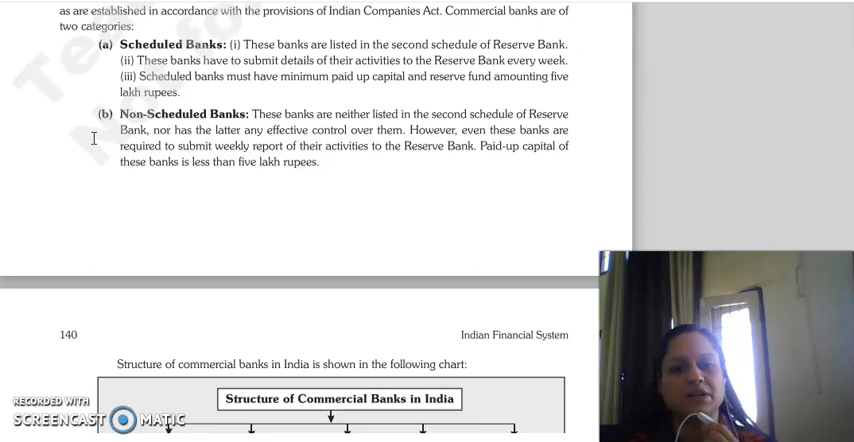 as are established in accordance with the provisions of Indian Companies Act. Commercial banks are of
two categories:
(a) Scheduled Banks: (i) These banks are listed in the second schedule of Reserve Bank.
(ii) These banks have to submit details of their activities to the Reserve Bank every week.
(iii) Scheduled banks must have minimum paid up capital and reserve fund amounting five
lakh rupees.
(b) Non-Scheduled Banks: These banks are neither listed in the second schedule of Reserve
Bank, nor has the latter any effective control over them. However, even these banks are
required to submit weekly report of their activities to the Reserve Bank. Paid-up capital of
these banks is less than five lakh rupees.
140 Indian Financial System
Structure of commercial banks in India is shown in the following chart:
Structure of Commercial Banks in India
RECORDED WITH
SCREENCAST MATIC